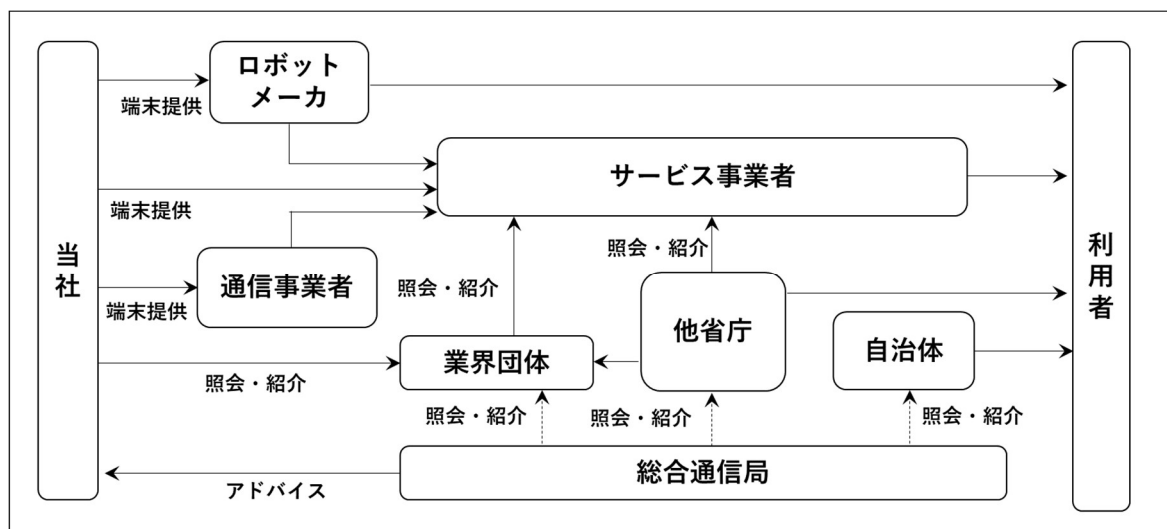 ロボット
メーカ
端末提供
サービス事業者
端末提供
当社
利用者
照会・紹介
通信事業者
照会・紹介
端末提供
他省庁
自治体
業界団体
照会・紹介
照会・紹介
照会・紹介
照会・紹介
総合通信局
アドバイス